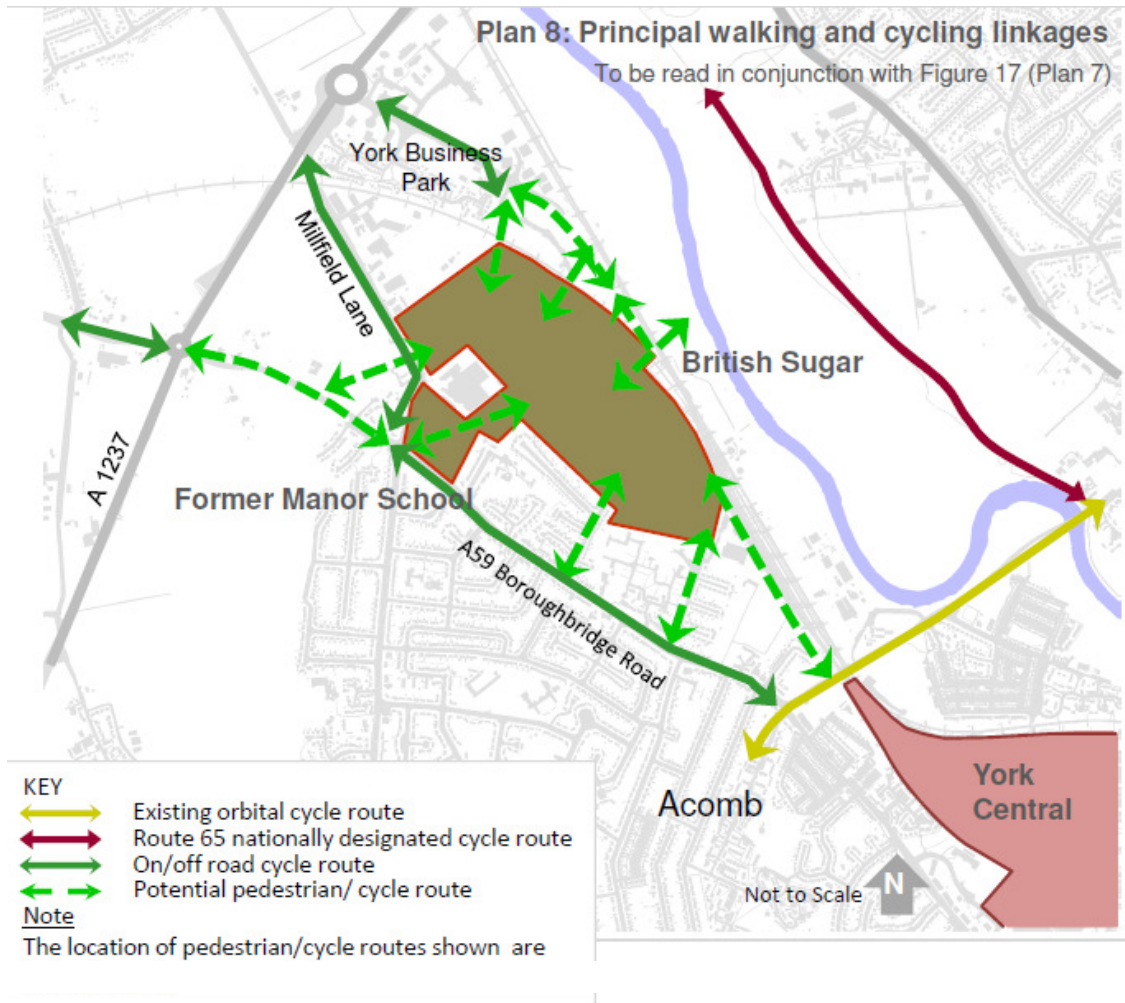 Plan 8: Principal walking and cycling linkages
To be read in conjunction with Figure 17 (Plan 7)
York Business
Park
Millfield Lane
British Sugar
A 1237
Former Manor School
A59 Boroughbridge Road
Acomb
York
Central
Not to Scale
N
KEY
Existing orbital cycle route
Route 65 nationally designated cycle route
On/off road cycle route
Potential pedestrian/ cycle route
Note
The location of pedestrian/cycle routes shown are